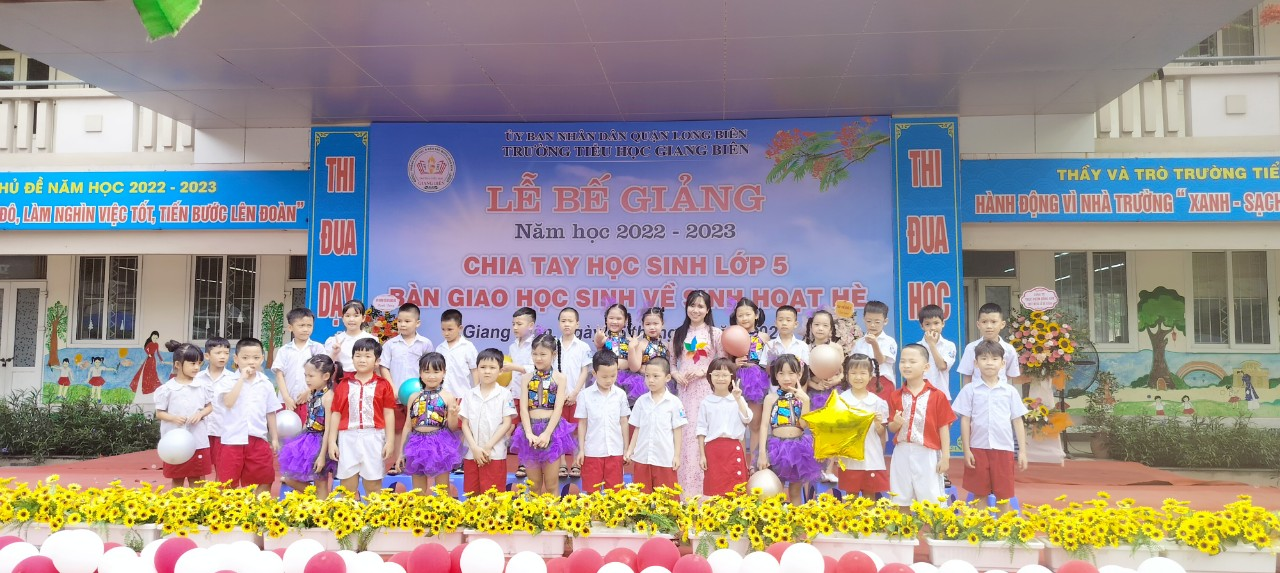 ỦY BAN NHÂN DÂN QUẬN LONG BIÊN
TRƯỜNG TIỂU HỌC GIANG BIÊN
LỄ BẾ GIẢNG
Năm học 2022 - 2023
CHIA TAY HỌC SINH LỚP 5
BÀN GIAO HỌC SINH VỀ SINH HOẠT HÈ
Giang
THI
ĐUA
DẠY
THI
ĐUA
HỌC
HỦ ĐỀ NĂM HỌC 2022 - 2023
ĐÔ, LÀM NGHÌN VIỆC TỐT, TIẾN BƯỚC LÊN ĐOÀN"
THẦY VÀ TRÒ TRƯỜNG TIỂ
HÀNH ĐỘNG VÌ NHÀ TRƯỜNG " XANH - SẠCH
GIANG BIÊN